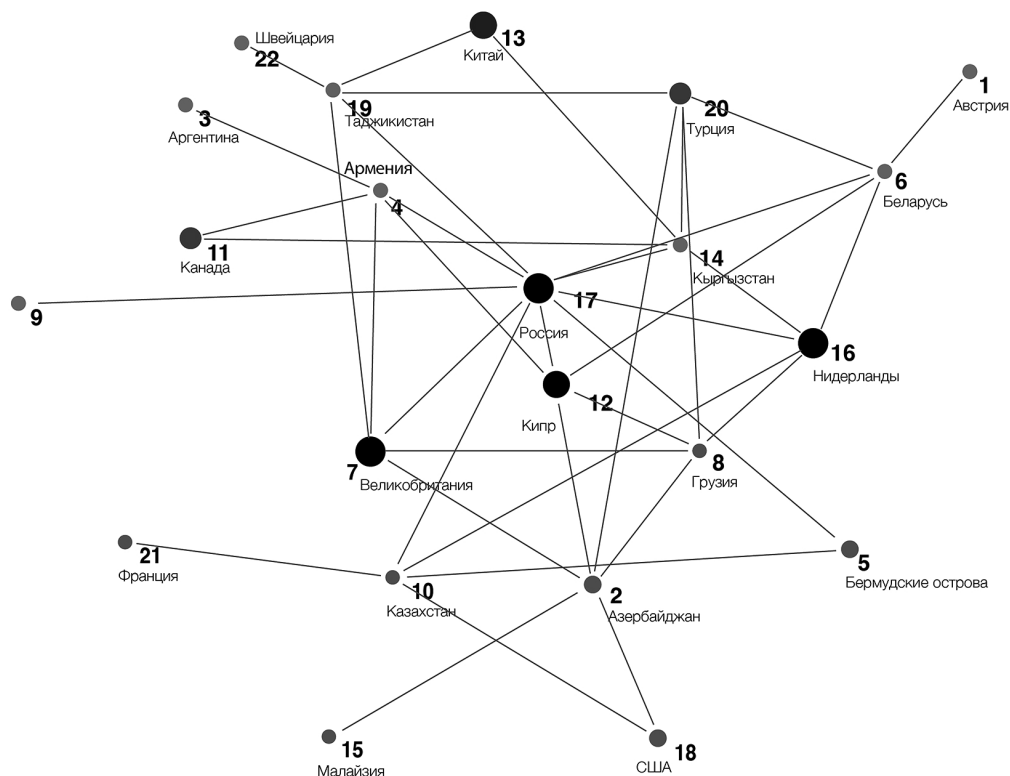 Швейцария
22
13
Китай
1
Австрия
3
Аргентина
19
Таджикистан
20
Турция
Армения
4
6
Беларусь
11
Канада
14
Кыргызстан
9
17
Россия
16
Нидерланды
12
Кипр
7
Великобритания
8
Грузия
21
Франция
10
Казахстан
2
Азербайджан
5
Бермудские острова
15
Малайзия
18
США